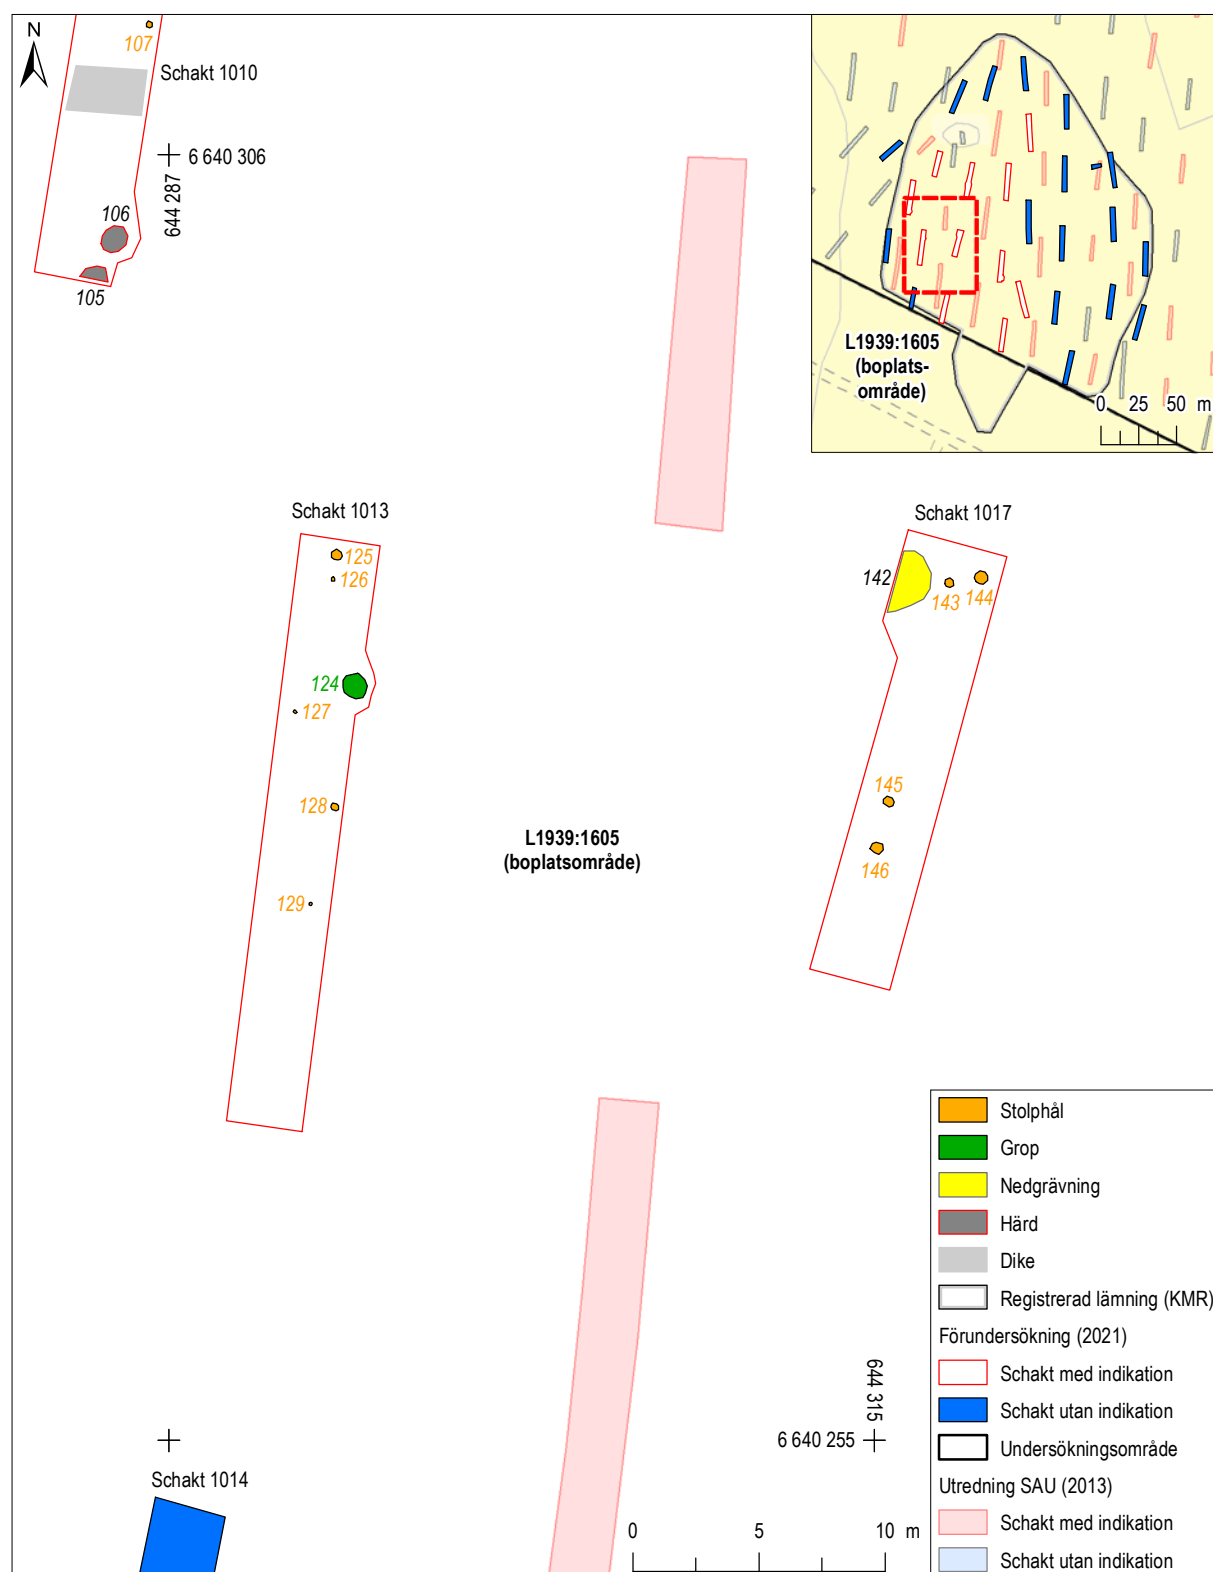 N
107
Schakt 1010
6 640 306
644 287
106
105
L1939:1605
(boplats-
område)
0 25 50 m
Schakt 1013
125
126
124
127
128
129
Schakt 1017
142
143
144
145
146
L1939:1605
(boplatsområde)
644 315
6 640 255
Schakt 1014
0 5 10 m
Stolphål
Grop
Nedgrävning
Härd
Dike
Registrerad lämning (KMR)
Förundersökning (2021)
Schakt med indikation
Schakt utan indikation
Undersökningsområde
Utredning SAU (2013)
Schakt med indikation
Schakt utan indikation